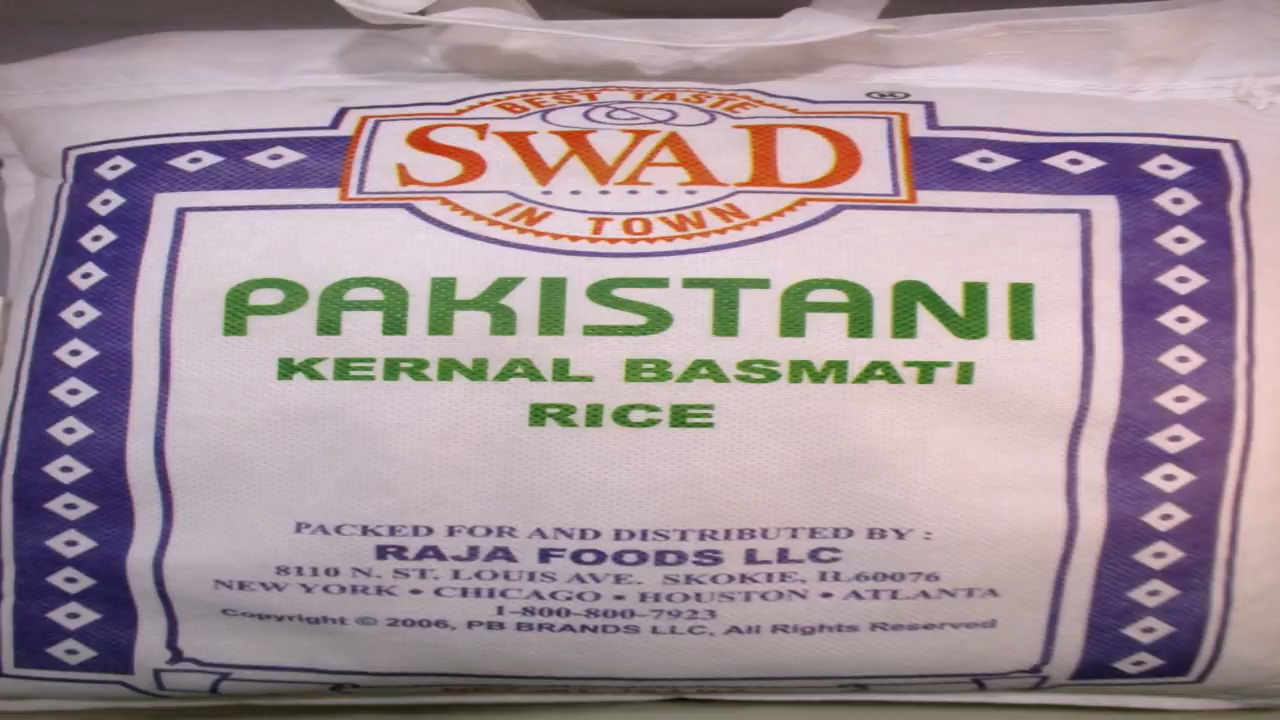 BEST TASTE
SWAD
IN TOWN
PAKISTANI
KERNAL BASMATI
RICE
PACKED FOR AND DISTRIBUTED BY :
RAJA FOODS LLC
8110 N. ST. LOUIS AVE. SKOKIE, IL60076
NEW YORK • CHICAGO • HOUSTON • ATLANTA
1-800-800-7923
Copyright © 2006, PB BRANDS LLC, All Rights Reserved